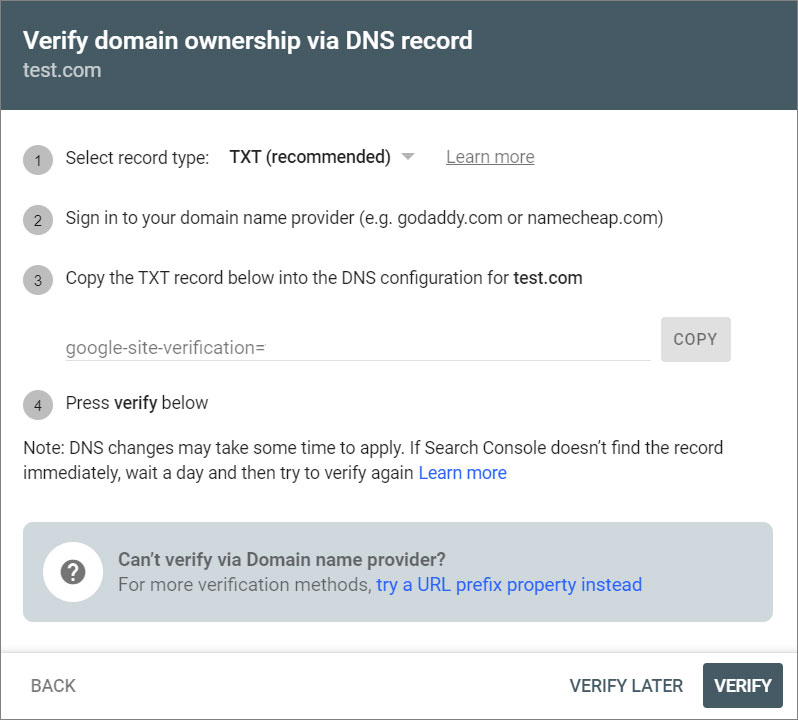 Verify domain ownership via DNS record
test.com
1 Select record type: TXT (recommended) Learn more
2 Sign in to your domain name provider (e.g. godaddy.com or namecheap.com)
3 Copy the TXT record below into the DNS configuration for test.com
google-site-verification= COPY
4 Press verify below
Note: DNS changes may take some time to apply. If Search Console doesn’t find the record
immediately, wait a day and then try to verify again Learn more
? Can’t verify via Domain name provider?
For more verification methods, try a URL prefix property instead
BACK VERIFY LATER VERIFY